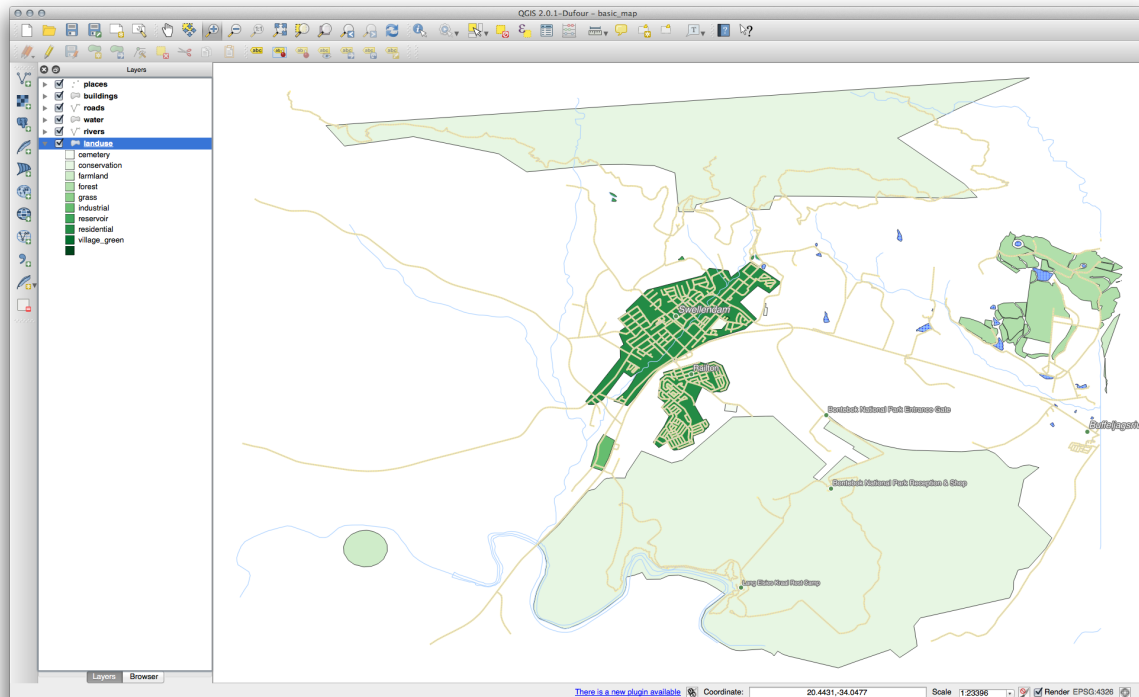 QGIS 2.0.1-Dufour - basic_map
Layers
places
buildings
roads
water
rivers
landuse
cemetery
conservation
farmland
forest
grass
industrial
reservoir
residential
village_green
Swellendam
Railton
Bontebok National Park Entrance Gate
Buffeljagsriv
Bontebok National Park Reception & Shop
Lang Elsies Kraal Rest Camp
Layers Browser
There is a new plugin available Coordinate: 20.4431,-34.0477 Scale 1:23396 Render EPSG:4326